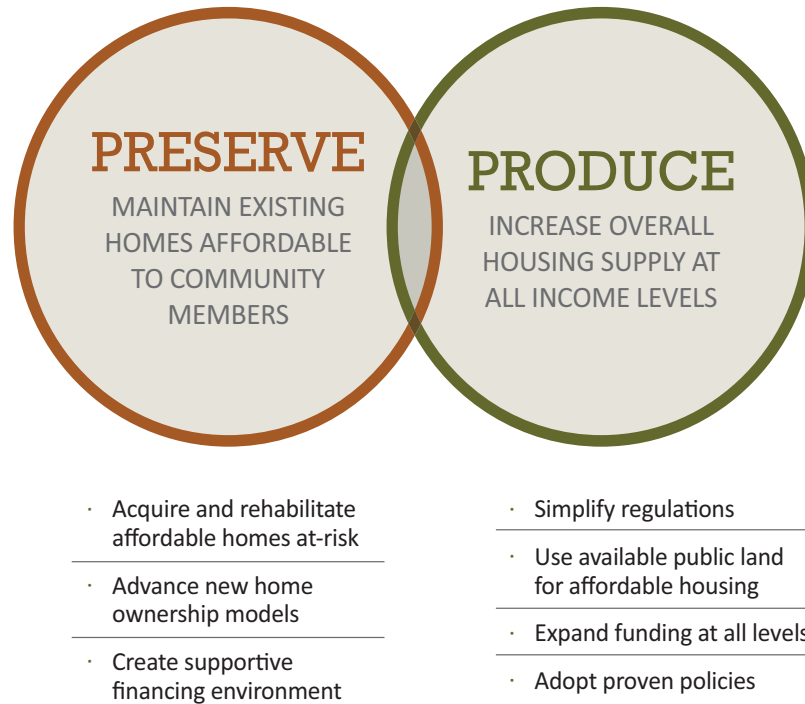 PRESERVE
MAINTAIN EXISTING
HOMES AFFORDABLE
TO COMMUNITY
MEMBERS
PRODUCE
INCREASE OVERALL
HOUSING SUPPLY AT
ALL INCOME LEVELS
· Acquire and rehabilitate
affordable homes at-risk
· Advance new home
ownership models
· Create supportive
financing environment
· Simplify regulations
· Use available public land
for affordable housing
· Expand funding at all levels
· Adopt proven policies